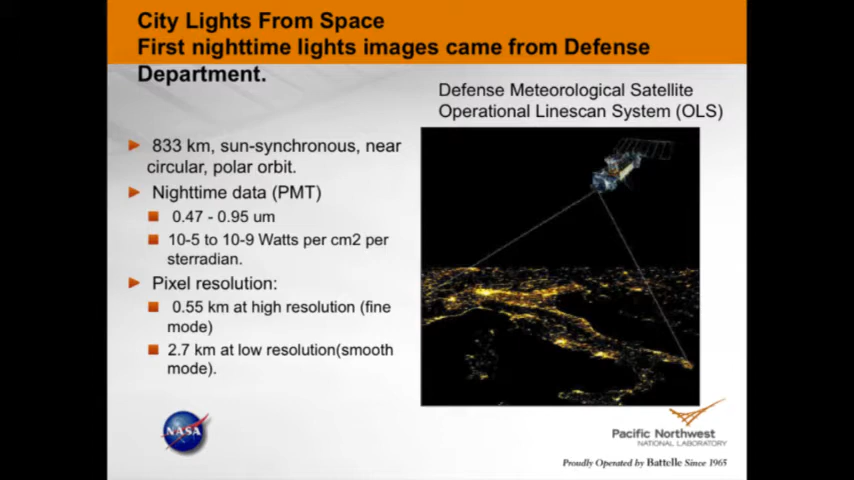 City Lights From Space
First nighttime lights images came from Defense
Department.
Defense Meteorological Satellite
Operational Linescan System (OLS)
833 km, sun-synchronous, near
circular, polar orbit.
Nighttime data (PMT)
0.47 - 0.95 um
10-5 to 10-9 Watts per cm2 per
sterradian.
Pixel resolution:
0.55 km at high resolution (fine
mode)
2.7 km at low resolution(smooth
mode).
NASA
Pacific Northwest
NATIONAL LABORATORY
Proudly Operated by Battelle Since 1965